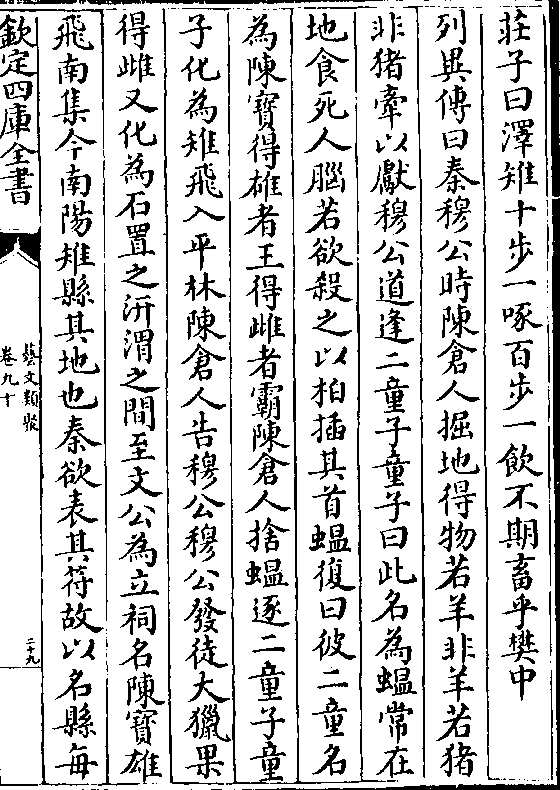 莊子曰澤雉十步一啄百步一飲不期畜乎樊中
列異傳曰秦穆公時陳倉人掘地得物若羊非羊若猪
非猪牽以獻穆公道逢二童子童子曰此名為蝹常在
地食死人腦若欲殺之以柏插其首蝹復曰彼二童名
為陳寶得雄者王得雌者霸陳倉人捨蝹逐二童子童
子化為雉飛入平林陳倉人告穆公穆公發徒大獵果
得雌又化為石置之汧渭之間至文公為立祠名陳寶雄
飛南集今南陽雉縣其地也秦欲表其符故以名縣每
欽定四庫全書
藝文類聚
卷九十
二十九